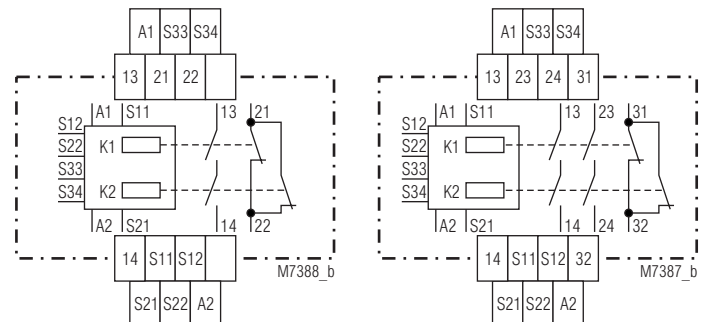 A1 S33 S34
13 21 22
A1 S11 13 21
S12
S22
S33
S34
K1
K2
A2 S21 14 22
14 S11 S12
M7388_b
S21 S22 A2
A1 S33 S34
13 23 24 31
A1 S11 13 23 31
S12
S22
S33
S34
K1
K2
A2 S21 14 24 32
14 S11 S12 32
M7387_b
S21 S22 A2